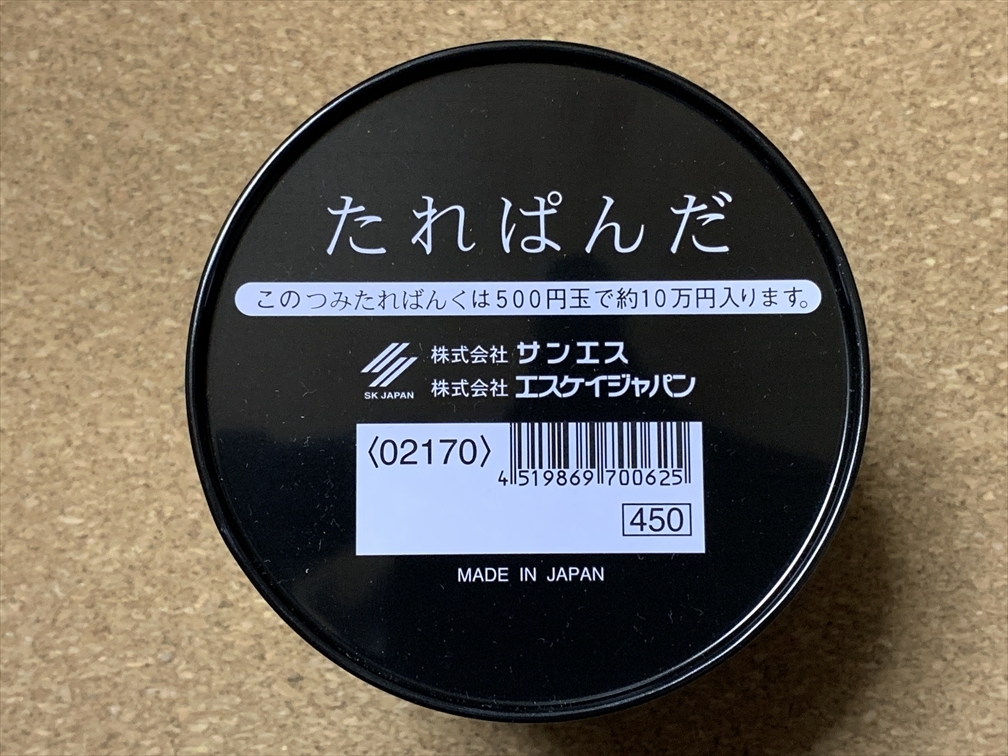 たれぱんだ
このつみたればんくは500円玉で約10万円入ります。
株式会社 サンエス
SK JAPAN 株式会社 エスケイジャパン
〈02170〉
4 519869 700625
450
MADE IN JAPAN